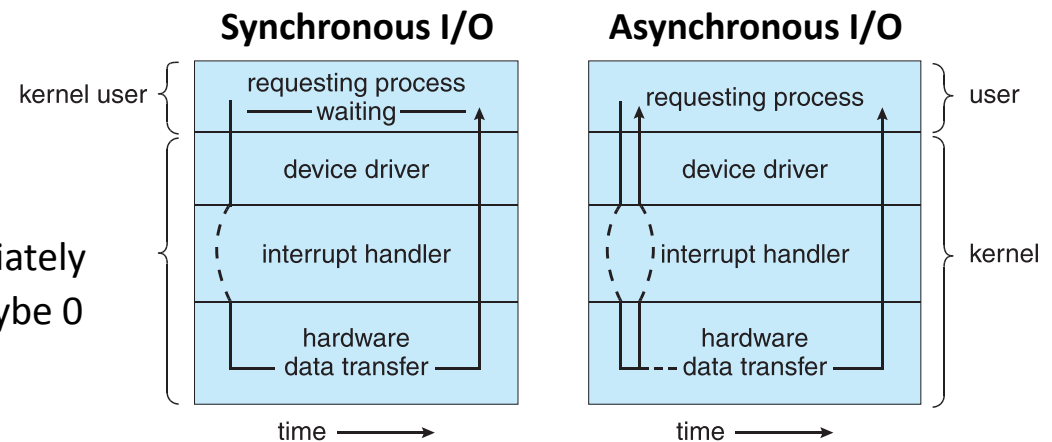 Synchronous I/O
Asynchronous I/O
kernel user
requesting process
waiting
requesting process
user
device driver
device driver
iately
ybe 0
interrupt handler
interrupt handler
kernel
hardware
data transfer
hardware
data transfer
time
time